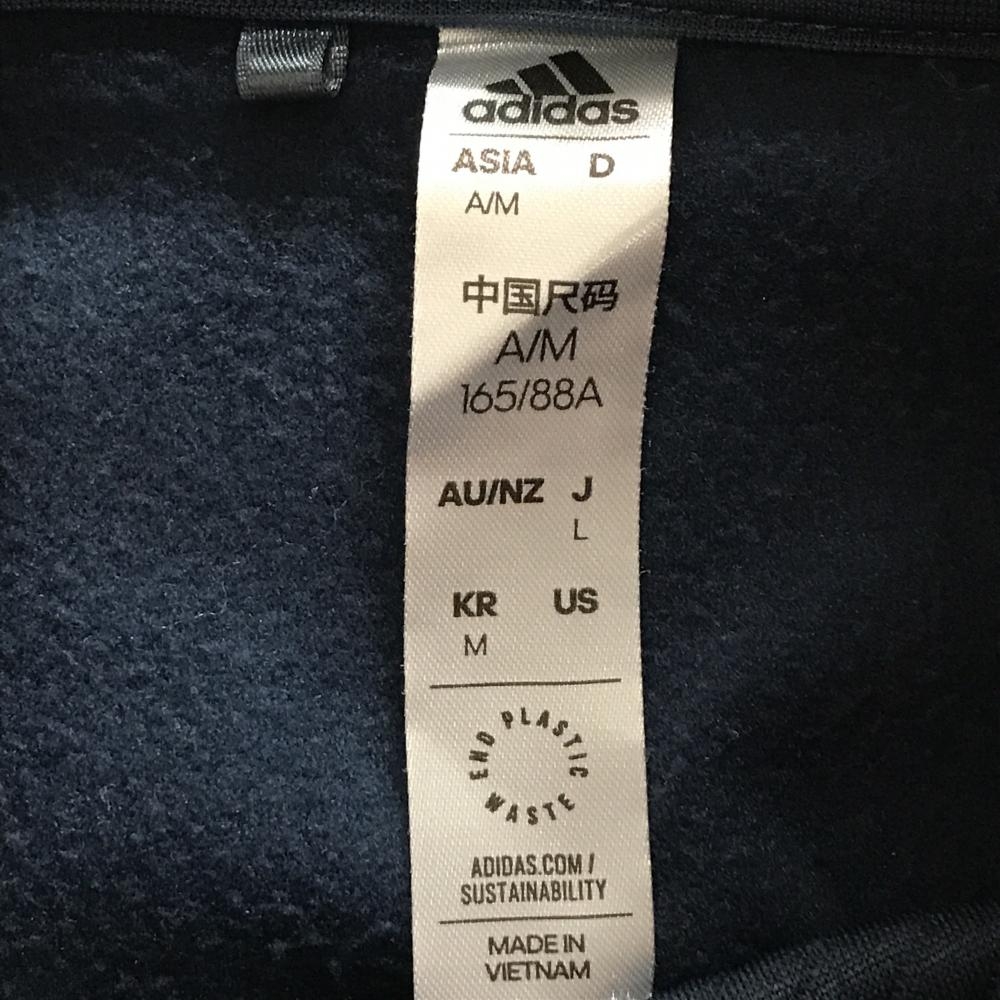 adidas
ASIA D
A/M
中国尺码
A/M
165/88A
AU/NZ J
L
KR US
M
END PLASTIC WASTE
ADIDAS.COM /
SUSTAINABILITY
MADE IN
VIETNAM